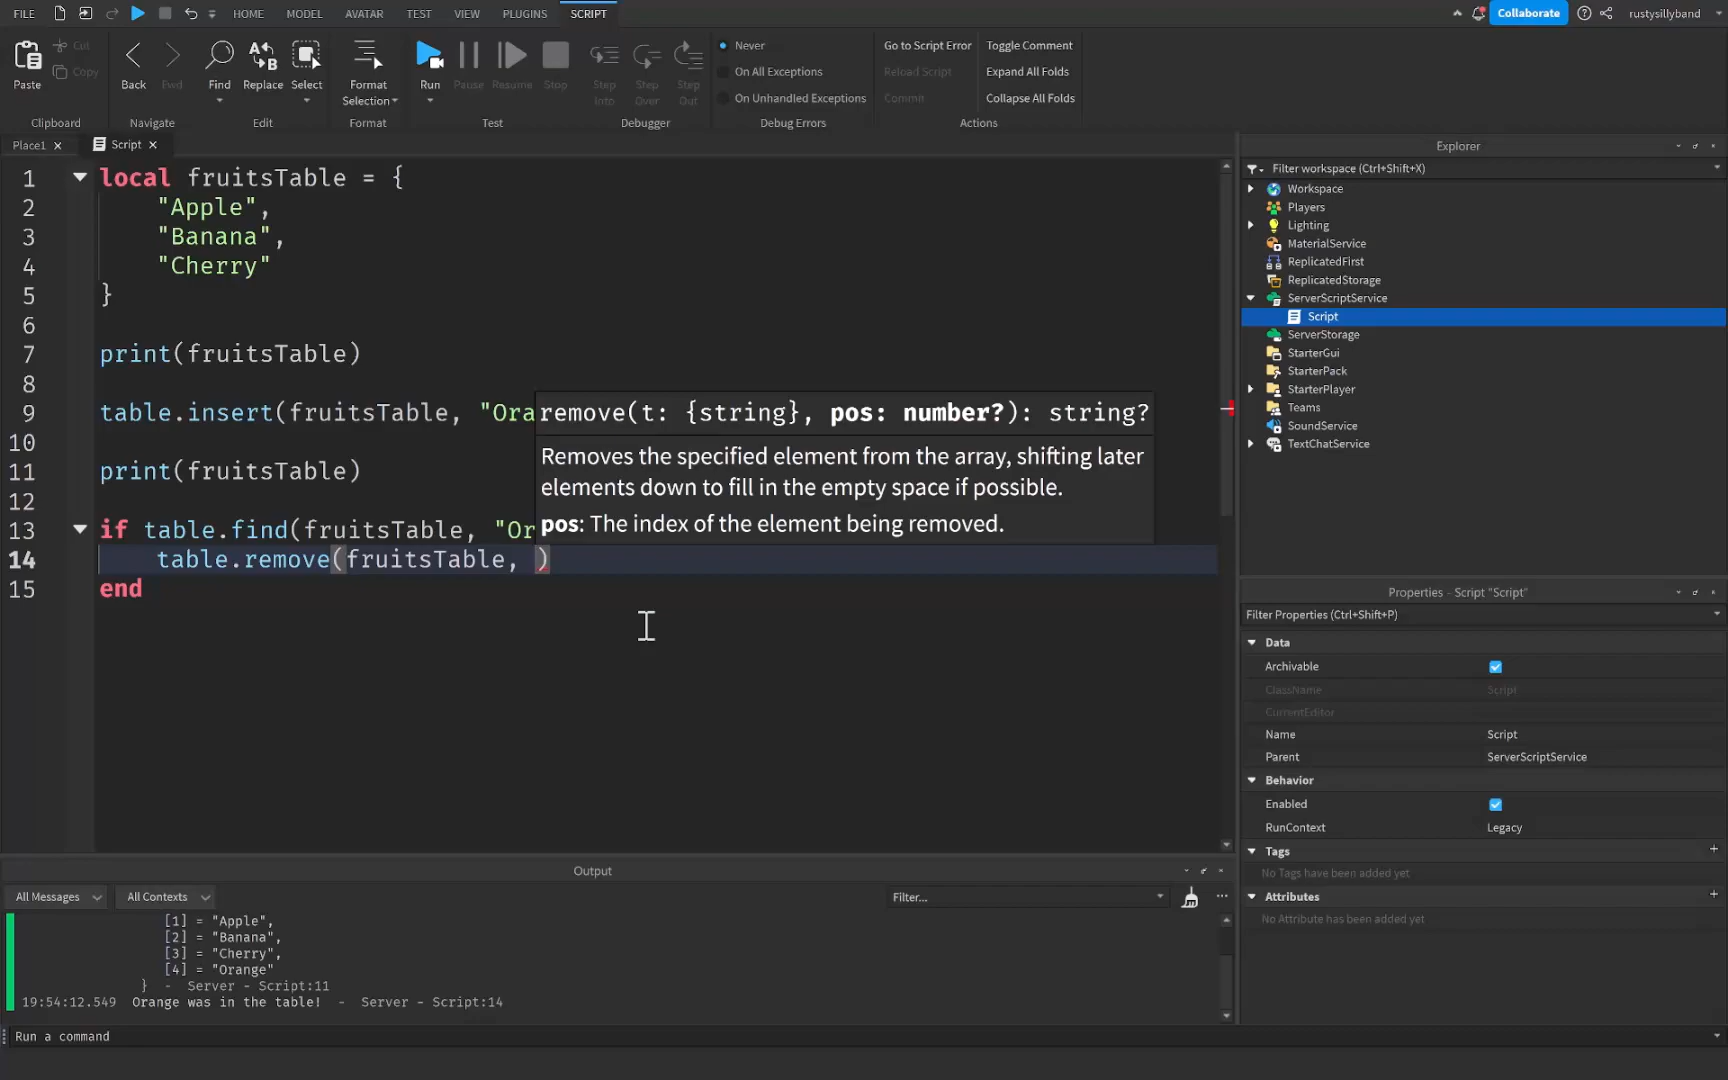 FILE HOME MODEL AVATAR TEST VIEW PLUGINS SCRIPT Collaborate rustysillyband
Paste Cut Copy
Back Fwd Find Replace Select Format Selection Run Pause Resume Stop Step Into Step Over Step Out
Never
On All Exceptions
On Unhandled Exceptions
Go to Script Error Toggle Comment
Reload Script Expand All Folds
Commit Collapse All Folds
Clipboard Navigate Edit Format Test Debugger Debug Errors Actions
Place1 Script
1 local fruitsTable = {
2 "Apple",
3 "Banana",
4 "Cherry"
5 }
6
7 print(fruitsTable)
8
9 table.insert(fruitsTable, "Ora
10
11 print(fruitsTable)
12
13 if table.find(fruitsTable, "Or
14 table.remove(fruitsTable, )
15 end
remove(t: {string}, pos: number?): string?
Removes the specified element from the array, shifting later
elements down to fill in the empty space if possible.
pos: The index of the element being removed.
Explorer
Filter workspace (Ctrl+Shift+X)
Workspace
Players
Lighting
MaterialService
ReplicatedFirst
ReplicatedStorage
ServerScriptService
Script
ServerStorage
StarterGui
StarterPack
StarterPlayer
Teams
SoundService
TextChatService
Properties - Script "Script"
Filter Properties (Ctrl+Shift+P)
Data
Archivable
ClassName Script
CurrentEditor
Name Script
Parent ServerScriptService
Behavior
Enabled
RunContext Legacy
Tags
No Tags have been added yet
Attributes
No Attribute has been added yet
Output
All Messages All Contexts Filter...
[1] = "Apple",
[2] = "Banana",
[3] = "Cherry",
[4] = "Orange"
} - Server - Script:11
19:54:12.549 Orange was in the table! - Server - Script:14
Run a command